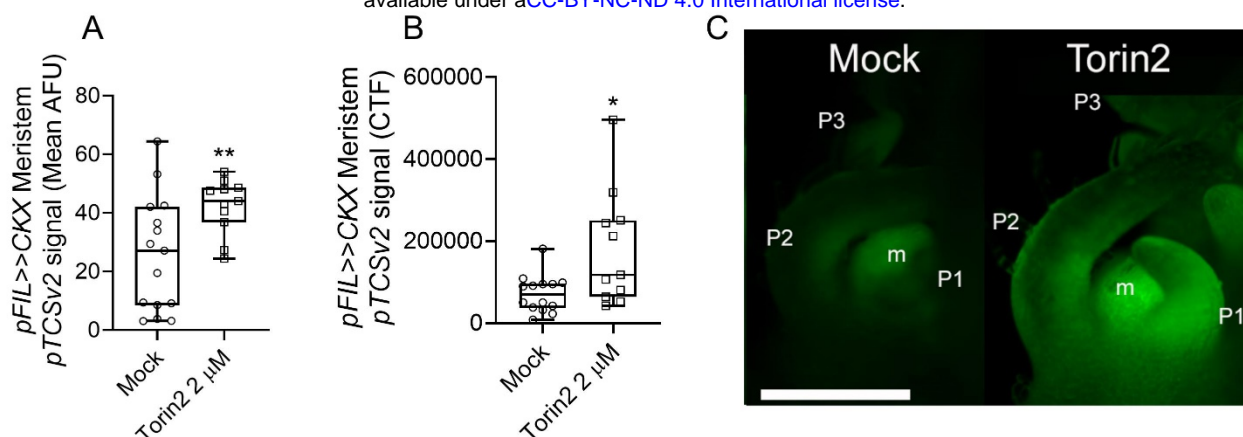 available under aCC-BY-NC-ND 4.0 International license.
A
pFIL>>CKX Meristem
pTCSv2 signal (Mean AFU)
80
60
40
20
0
**
Mock
Torin2 2 μM
B
pFIL>>CKX Meristem
pTCSv2 signal (CTF)
600000
400000
200000
0
*
Mock
Torin2 2 μM
C
Mock
Torin2
P3
P3
P2
P2
m
m
P1
P1